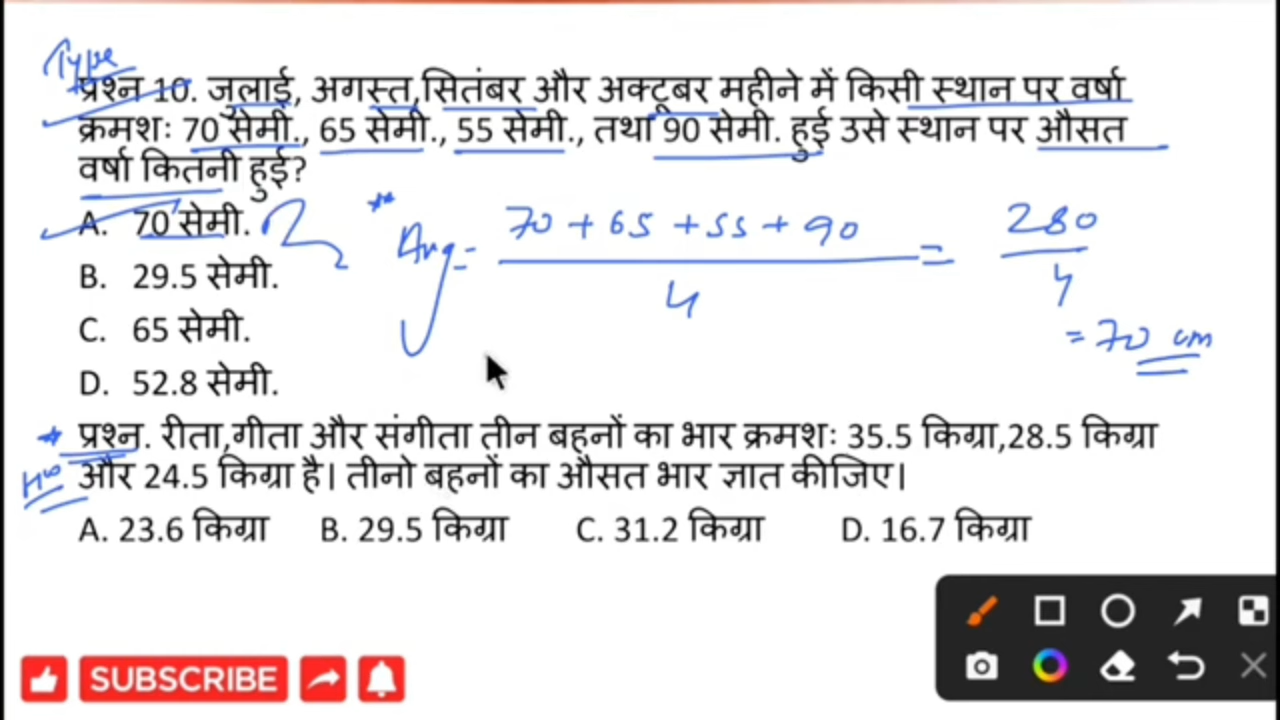 Type
प्रश्न 10. जुलाई, अगस्त,सितंबर और अक्टूबर महीने में किसी स्थान पर वर्षा
क्रमशः 70 सेमी., 65 सेमी., 55 सेमी., तथा 90 सेमी. हुई उसे स्थान पर औसत
वर्षा कितनी हुई?
A. 70 सेमी.
Avg = 70 + 65 + 55 + 90 / 4 = 280 / 4
= 70 cm
B. 29.5 सेमी.
C. 65 सेमी.
D. 52.8 सेमी.
प्रश्न. रीता,गीता और संगीता तीन बहनों का भार क्रमशः 35.5 किग्रा,28.5 किग्रा
HW और 24.5 किग्रा है। तीनो बहनों का औसत भार ज्ञात कीजिए।
A. 23.6 किग्रा B. 29.5 किग्रा C. 31.2 किग्रा D. 16.7 किग्रा
SUBSCRIBE